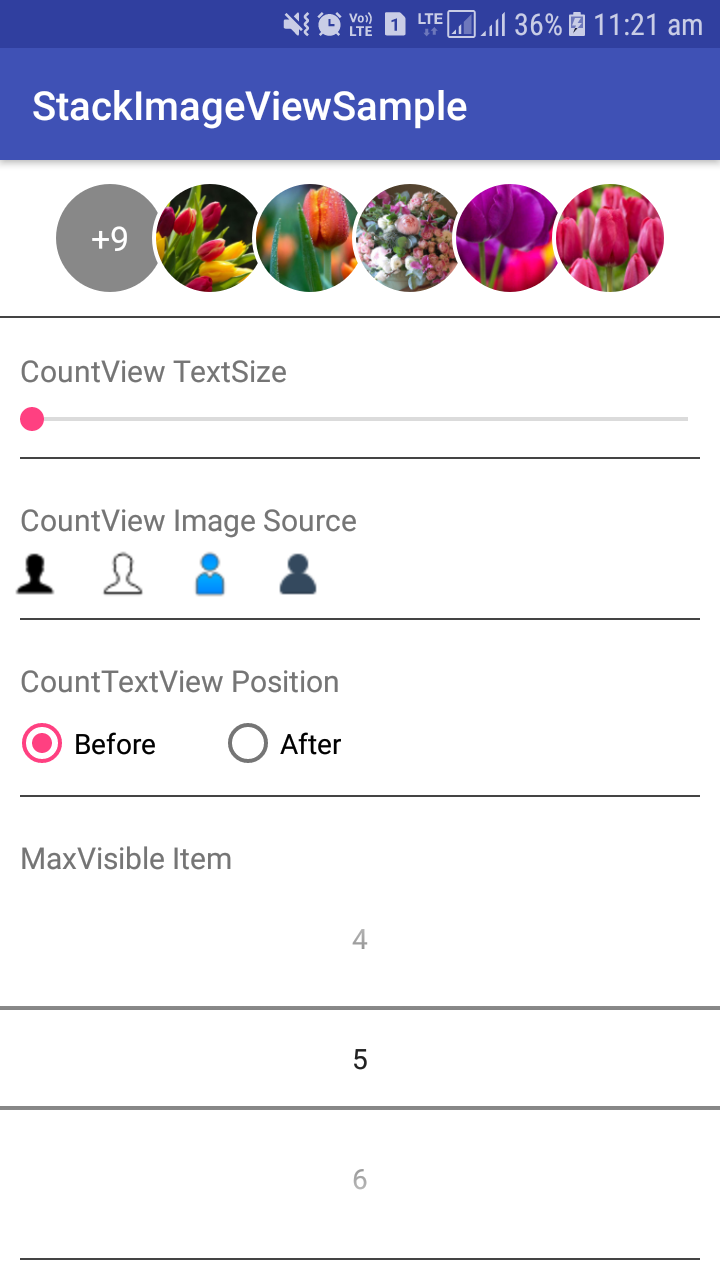 Vo)) LTE 1 LTE 36% 11:21 am
StackImageViewSample
+9
CountView TextSize
CountView Image Source
CountTextView Position
Before After
MaxVisible Item
4
5
6